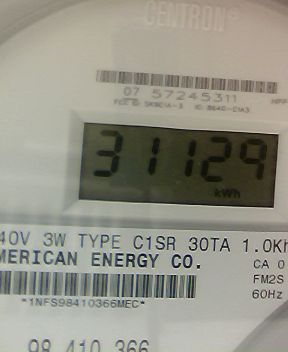 CENTRON®
07 57245311
31129
kWh
40V 3W TYPE C1SR 30TA 1.0Kh
MERICAN ENERGY CO.
CA 0
FM2S
60Hz
*1NFS98410366MEC*
98 410 366